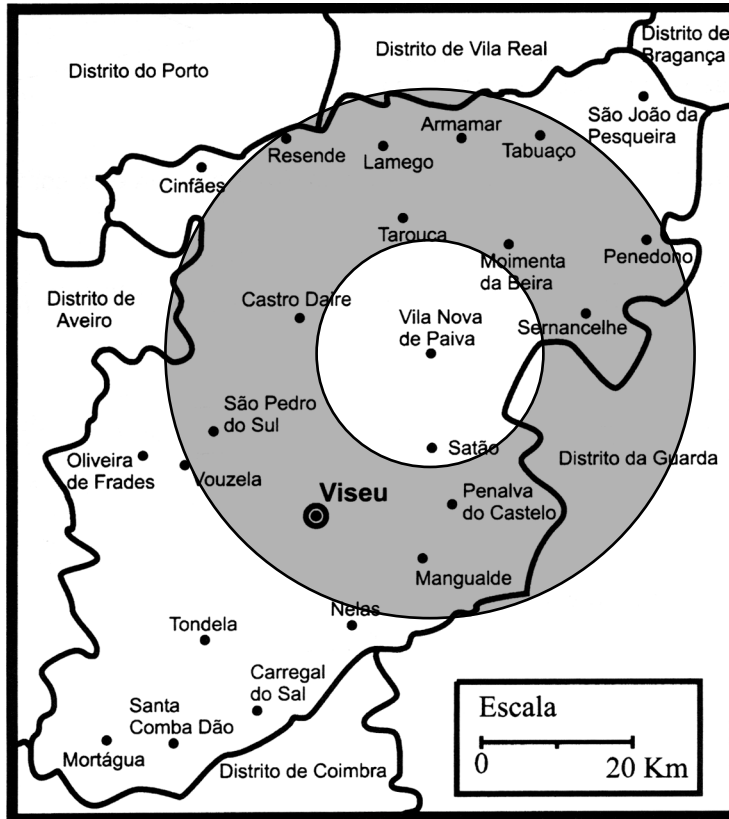 Distrito de Vila Real
Distrito de
Bragança
Distrito do Porto
São João da
Pesqueira
Armamar
Tabuaço
Resende
Lamego
Cinfães
Tarouca
Moimenta
da Beira
Penedono
Distrito de
Aveiro
Castro Daire
Vila Nova
de Paiva
Sernancelhe
São Pedro
do Sul
Oliveira
de Frades
Vouzela
Satão
Distrito da Guarda
Viseu
Penalva
do Castelo
Mangualde
Nelas
Tondela
Carregal
do Sal
Santa
Comba Dão
Mortágua
Distrito de Coimbra
Escala
0 20 Km